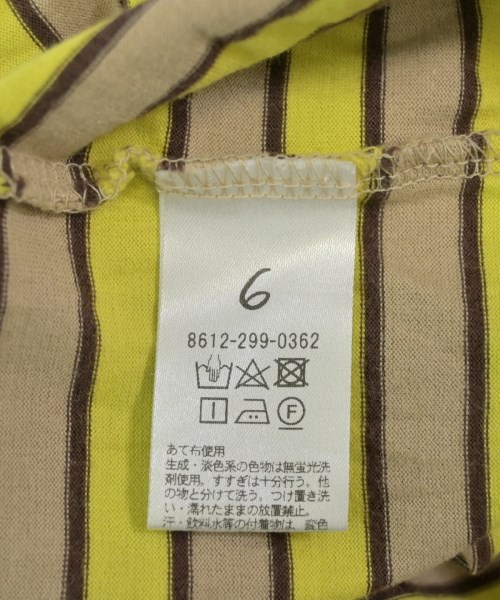 6
8612-299-0362
F
あて布使用
生成・淡色系の色物は無蛍光洗
剤使用。すすぎは十分行う。他
の物と分けて洗う。つけ置き洗
い・濡れたままの放置禁止。
汗・飲料水等の付着物は、変色